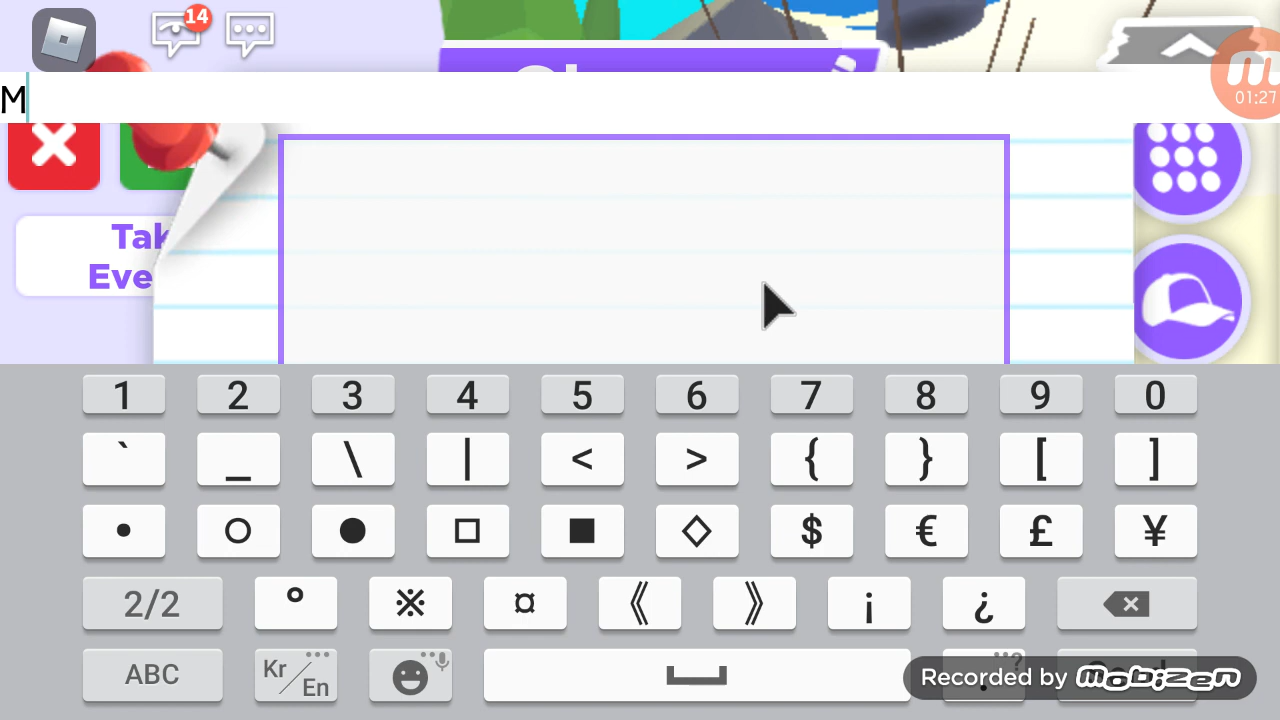 14
M
01:27
Tak
Eve
1 2 3 4 5 6 7 8 9 0
` _ \ | < > { } [ ]
• ○ ● □ ■ ◇ $ € £ ¥
2/2 ° ※ ¤ 《 》 ¡ ¿
ABC Kr/En
Recorded by mobizen